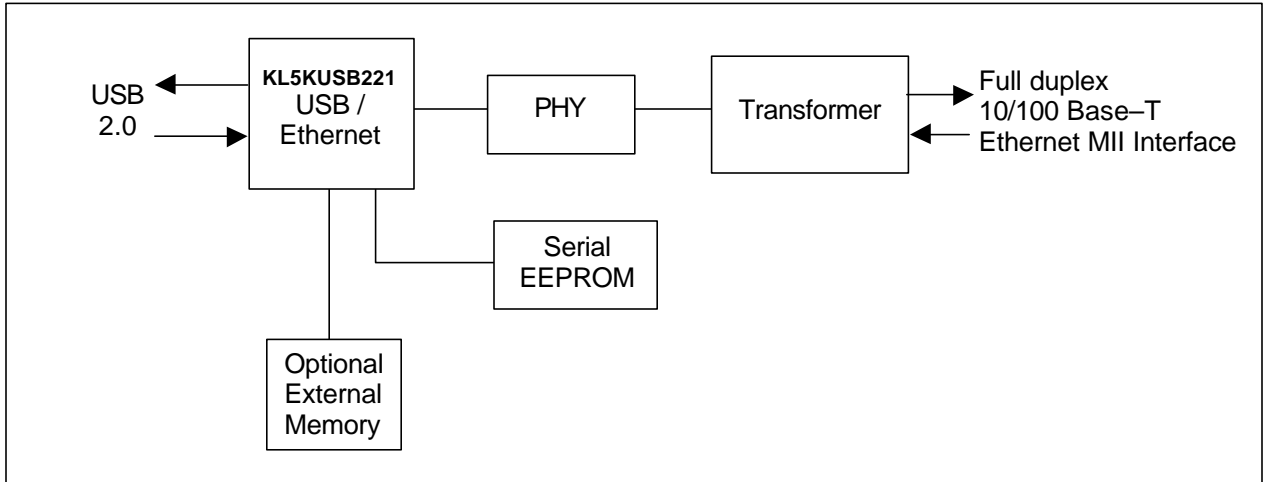 USB
2.0
KL5KUSB221
USB /
Ethernet
PHY
Transformer
Full duplex
10/100 Base–T
Ethernet MII Interface
Serial
EEPROM
Optional
External
Memory